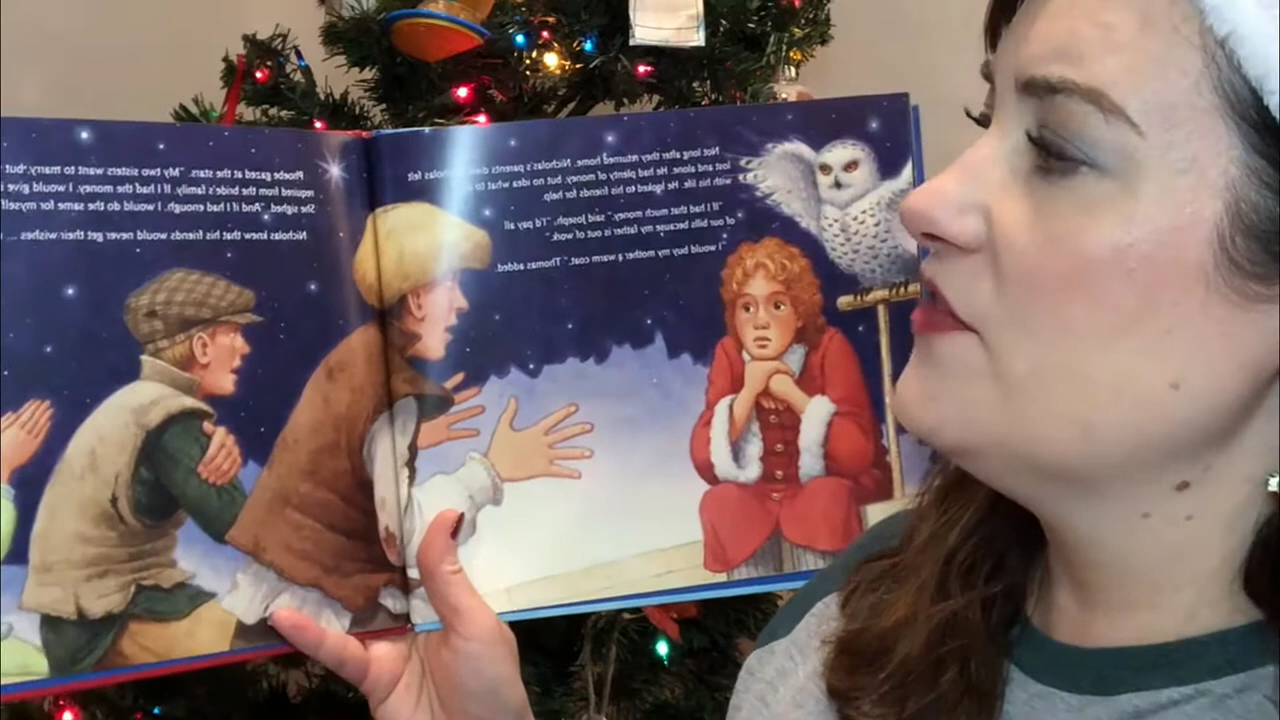 Not long after they returned home, Nicholas's parents felt
lost and alone. He had plenty of money, but no idea what to
with his life. He looked to his friends for help.
"If I had that much money," said Joseph, "I'd pay all
of our bills because my father is out of work."
"I would buy my mother a warm coat," Thomas added.
Phoebe gazed at the stars. "My two sisters want to marry, but
required from the bride's family. If I had the money, I would give
She sighed. "And if I had enough, I would do the same for myself
Nicholas knew that his friends would never get their wishes ...